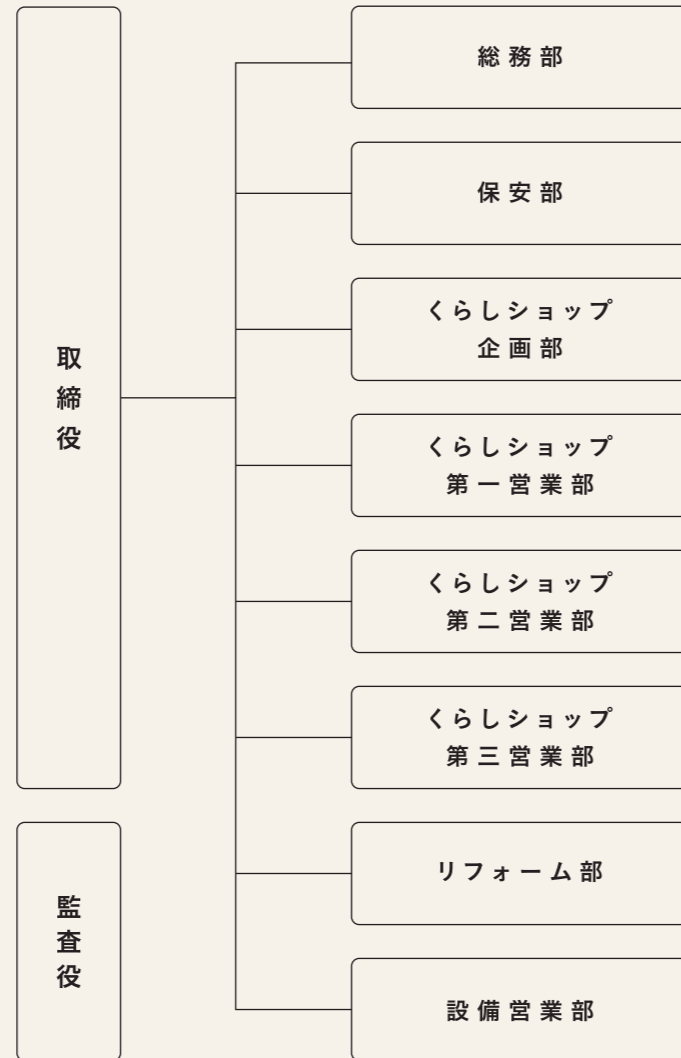 取締役
監査役
総務部
保安部
くらしショップ
企画部
くらしショップ
第一営業部
くらしショップ
第二営業部
くらしショップ
第三営業部
リフォーム部
設備営業部